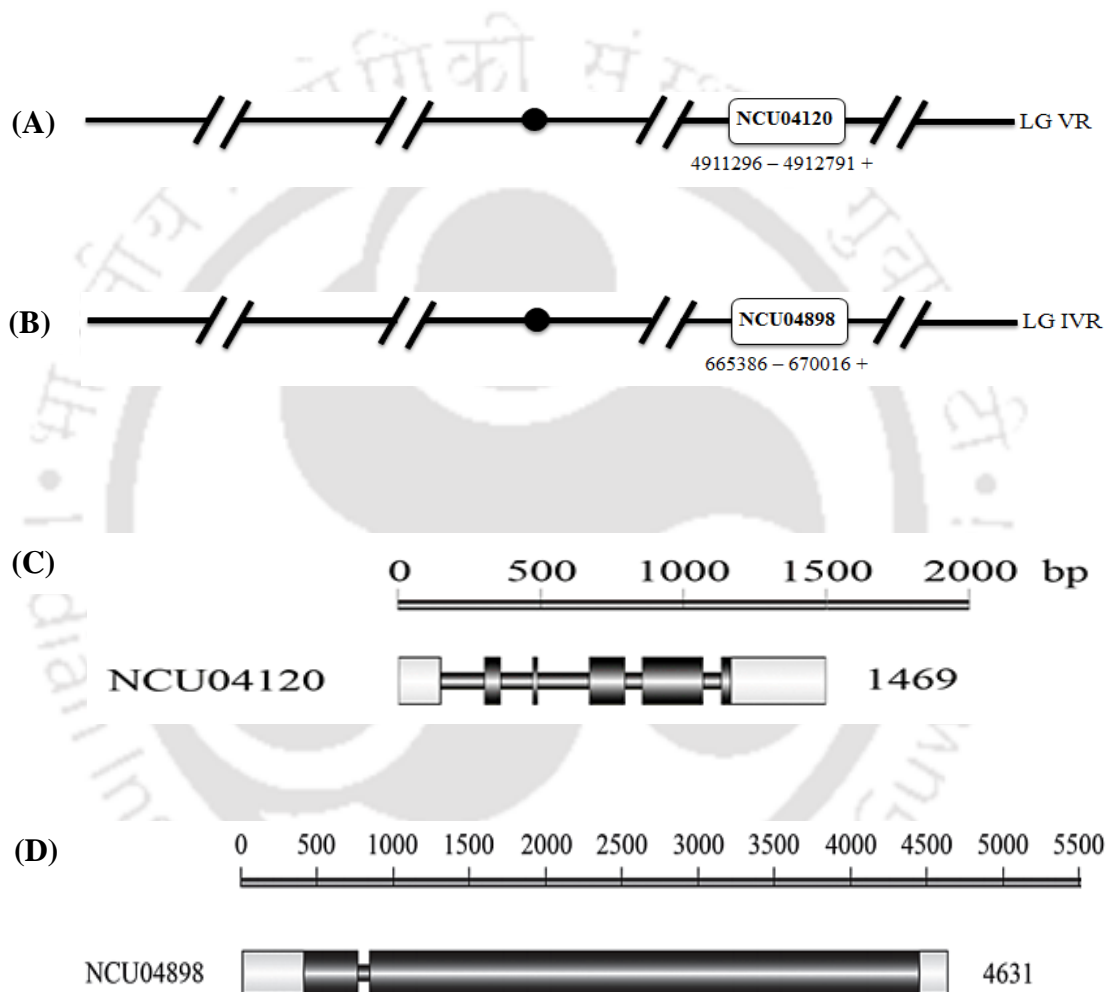 (A)
NCU04120
LG VR
4911296 – 4912791 +
(B)
NCU04898
LG IVR
665386 – 670016 +
(C)
0 500 1000 1500 2000 bp
NCU04120 1469
(D)
0 500 1000 1500 2000 2500 3000 3500 4000 4500 5000 5500
NCU04898 4631